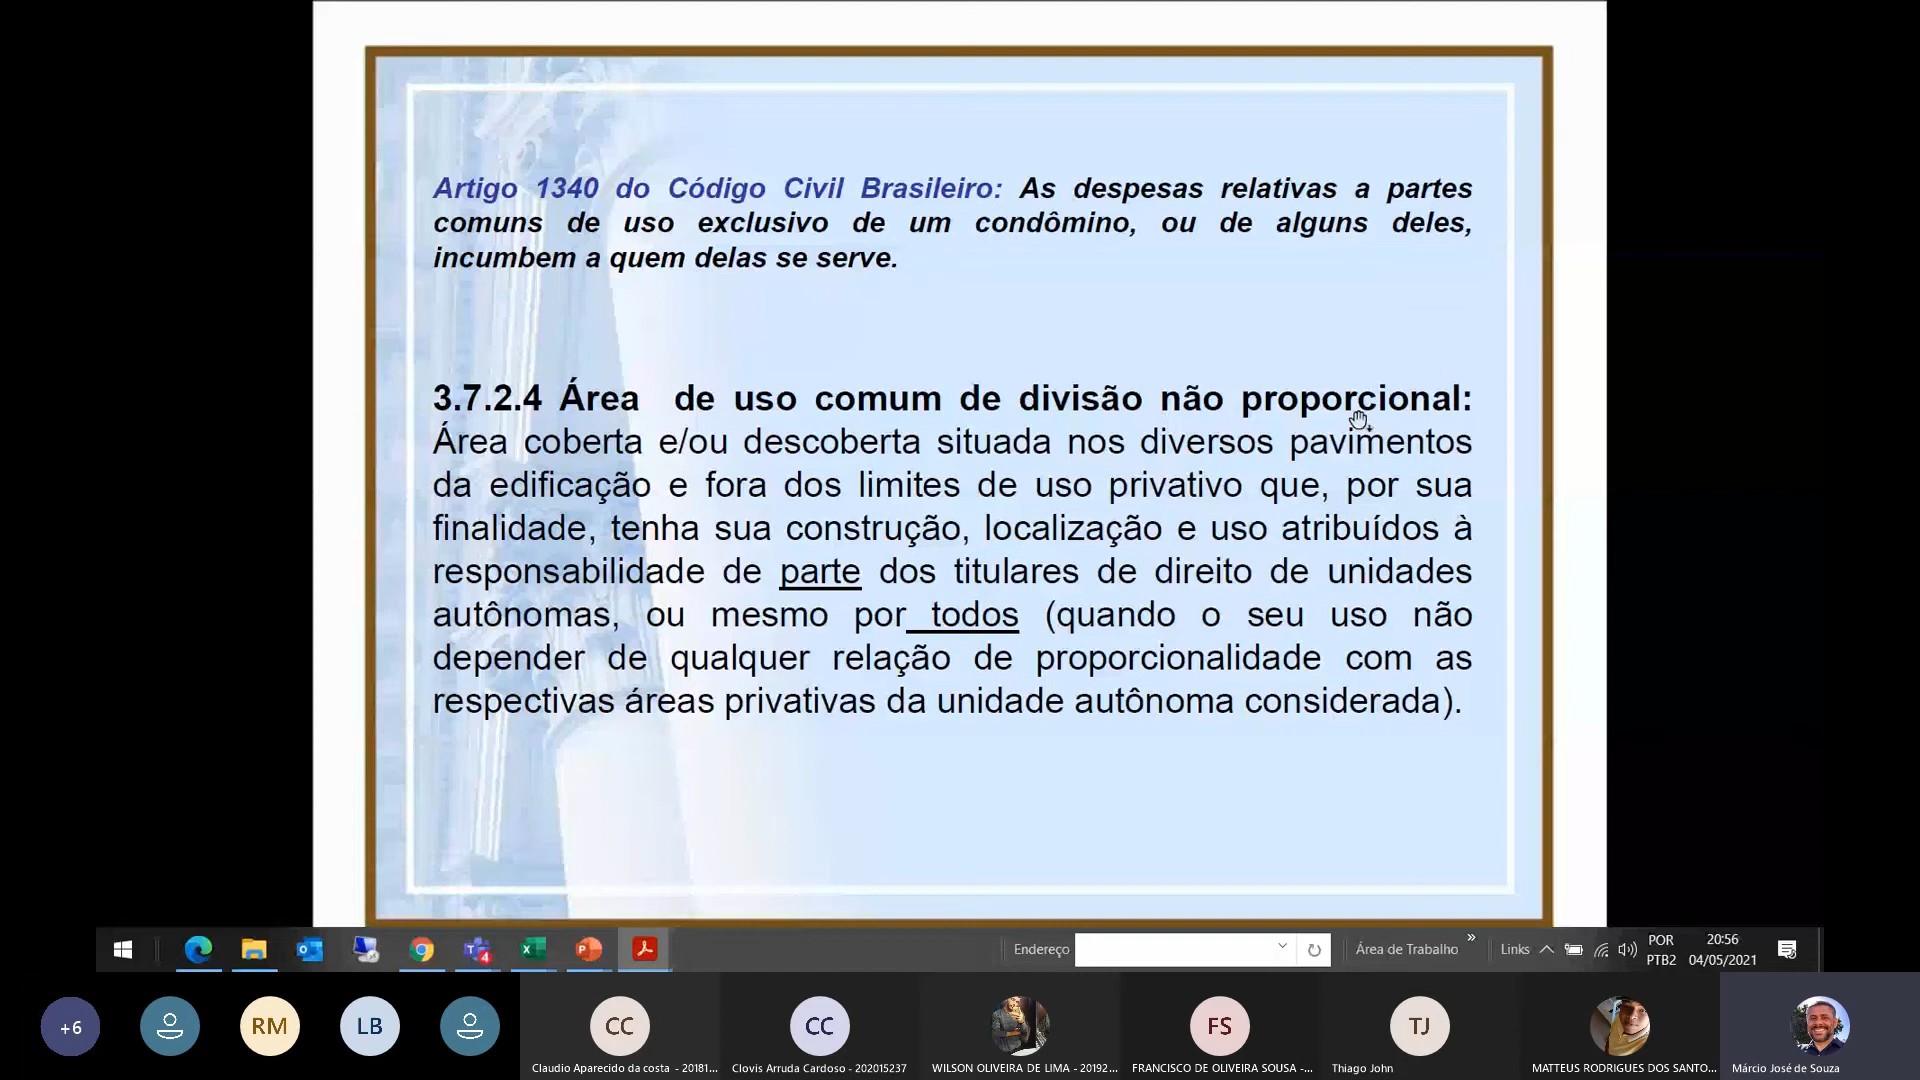 Artigo 1340 do Código Civil Brasileiro: As despesas relativas a partes
comuns de uso exclusivo de um condômino, ou de alguns deles,
incumbem a quem delas se serve.
3.7.2.4 Área de uso comum de divisão não proporcional:
Área coberta e/ou descoberta situada nos diversos pavimentos
da edificação e fora dos limites de uso privativo que, por sua
finalidade, tenha sua construção, localização e uso atribuídos à
responsabilidade de parte dos titulares de direito de unidades
autônomas, ou mesmo por todos (quando o seu uso não
depender de qualquer relação de proporcionalidade com as
respectivas áreas privativas da unidade autônoma considerada).
Endereço
Área de Trabalho
»
Links
POR
PTB2
20:56
04/05/2021
4
+6
RM
LB
CC
CC
FS
TJ
Claudio Aparecido da costa - 20181...
Clovis Arruda Cardoso - 202015237
WILSON OLIVEIRA DE LIMA - 20192...
FRANCISCO DE OLIVEIRA SOUSA -...
Thiago John
MATTEUS RODRIGUES DOS SANTO...
Márcio José de Souza